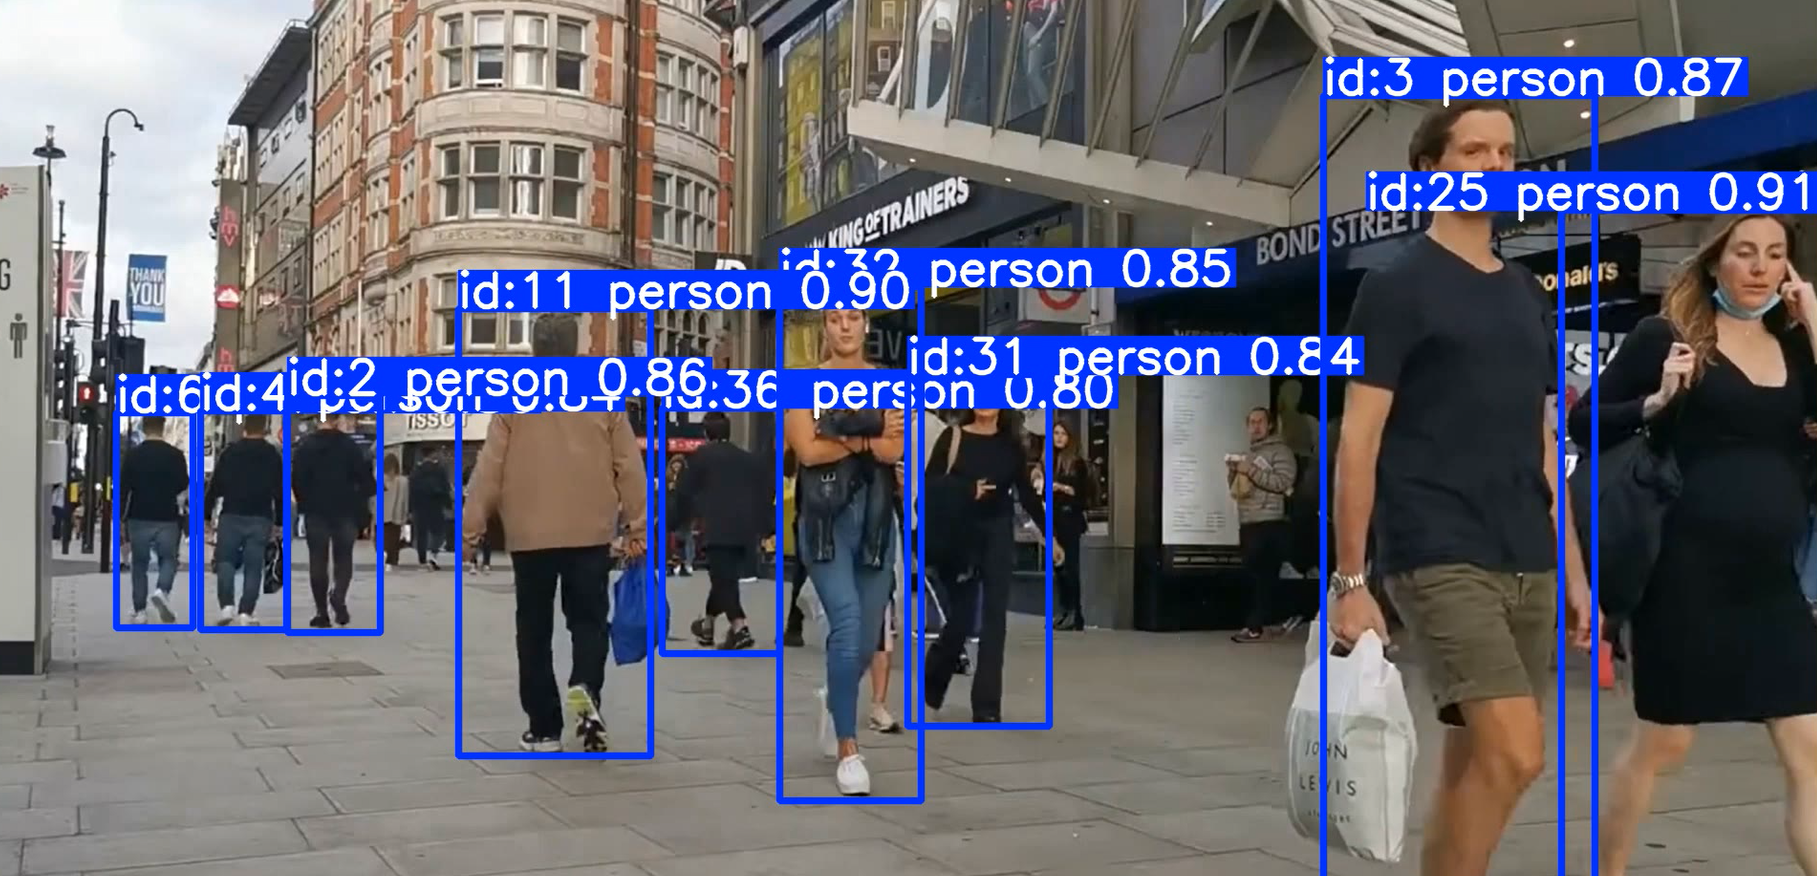 id:3 person 0.87
id:25 person 0.91
KING OF TRAINERS
BOND STREET
onald's
THANK
YOU
hmv
G
id:32 person 0.85
id:11 person 0.90
id:31 person 0.84
id:6
id:4
id:2 person 0.86
id:36 person 0.80
TISSOT
JOHN
LEWIS